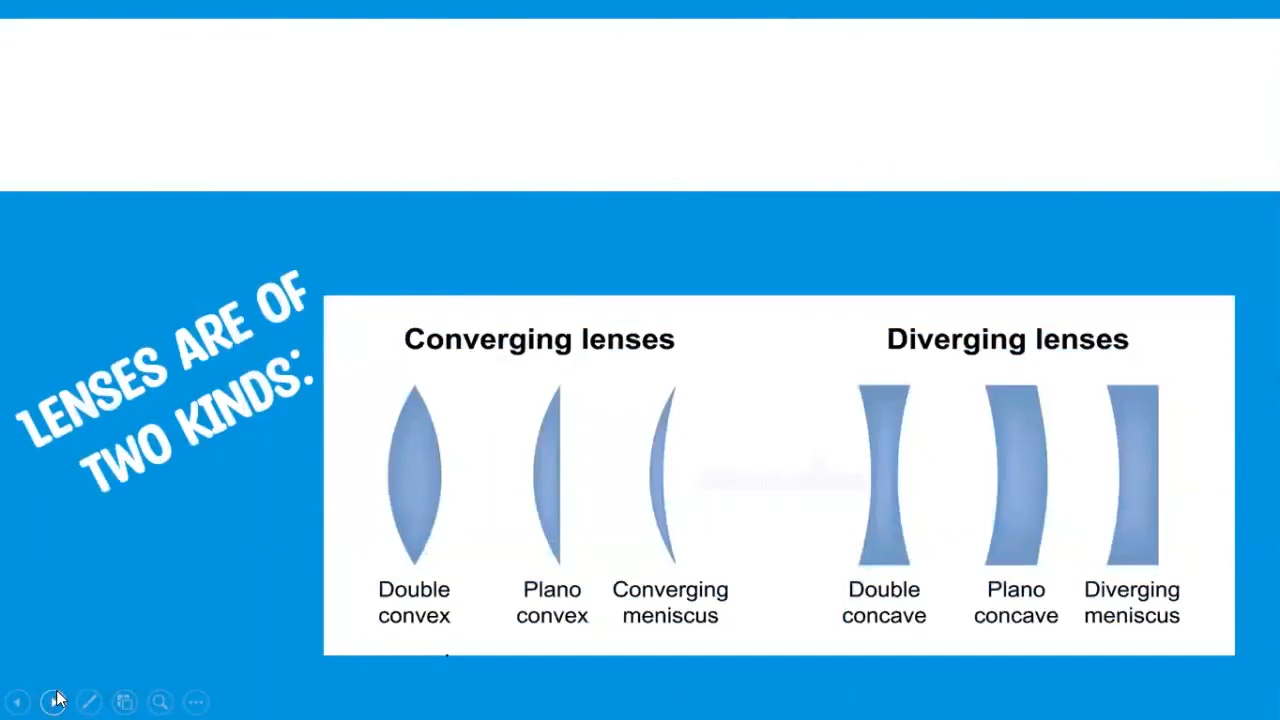 LENSES ARE OF
TWO KINDS:
Converging lenses
Diverging lenses
Double
convex
Plano
convex
Converging
meniscus
Double
concave
Plano
concave
Diverging
meniscus